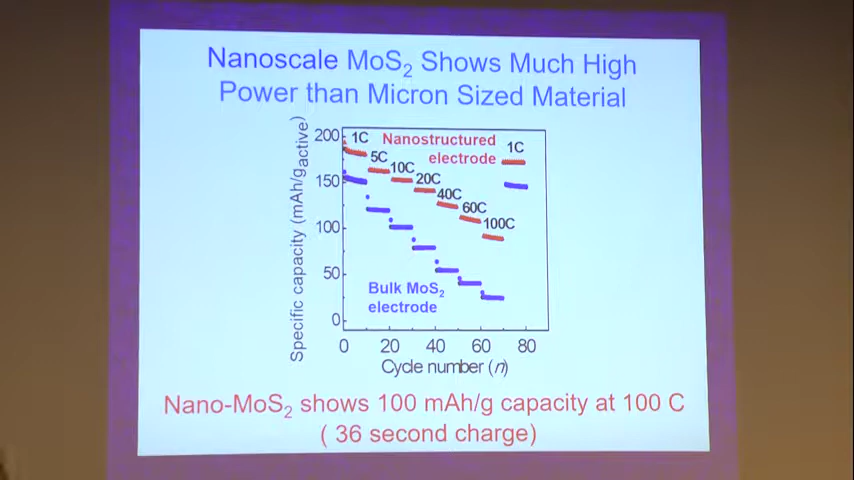 Nanoscale MoS₂ Shows Much High
Power than Micron Sized Material
Specific capacity (mAh/gactive)
200
150
100
50
0
1C
Nanostructured
electrode
1C
5C
10C
20C
40C
60C
100C
Bulk MoS₂
electrode
0 20 40 60 80
Cycle number (n)
Nano-MoS₂ shows 100 mAh/g capacity at 100 C
( 36 second charge)